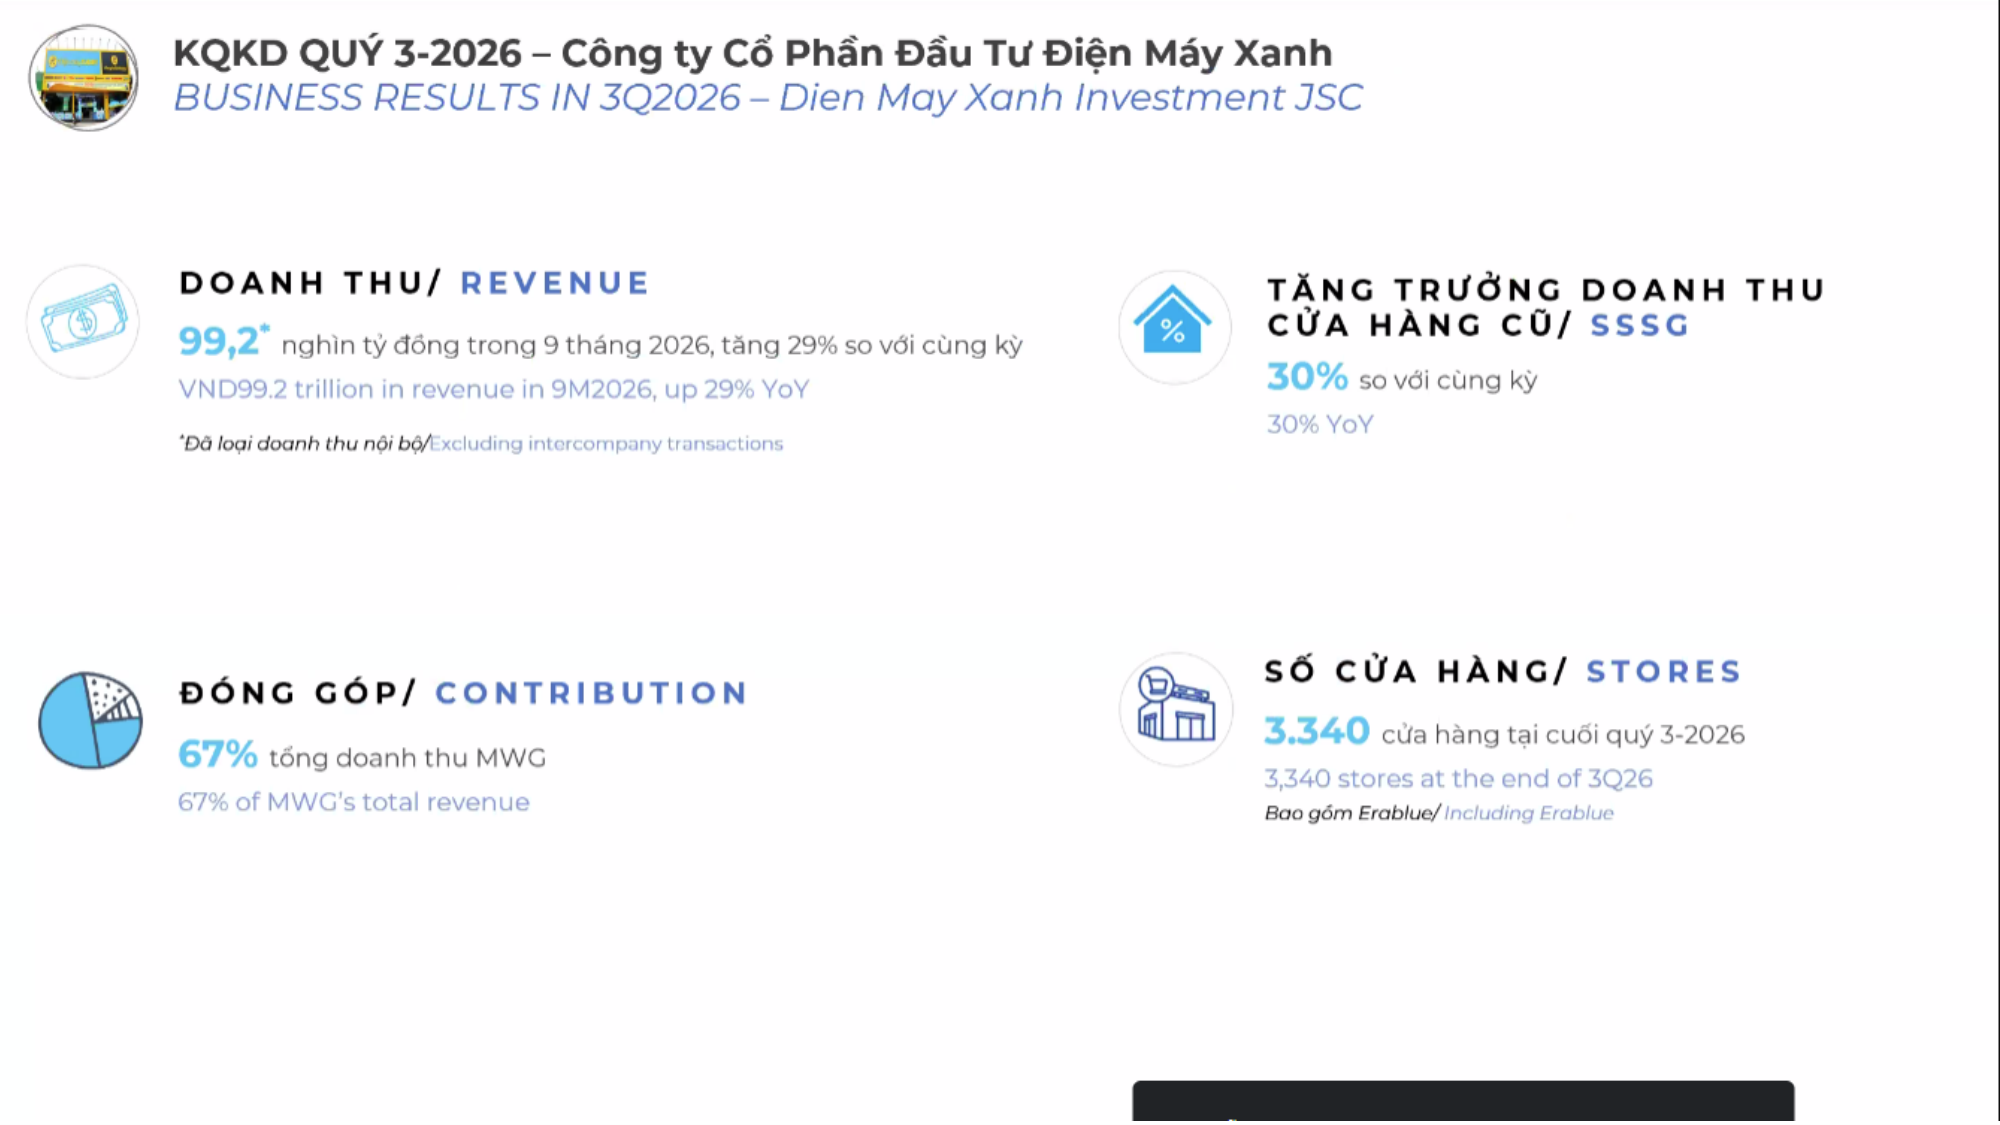 KQKD QUÝ 3-2026 – Công ty Cổ Phần Đầu Tư Điện Máy Xanh
BUSINESS RESULTS IN 3Q2026 – Dien May Xanh Investment JSC
DOANH THU/ REVENUE
99,2* nghìn tỷ đồng trong 9 tháng 2026, tăng 29% so với cùng kỳ
VND99.2 trillion in revenue in 9M2026, up 29% YoY
*Đã loại doanh thu nội bộ/Excluding intercompany transactions
TĂNG TRƯỞNG DOANH THU
CỬA HÀNG CŨ/ SSSG
30% so với cùng kỳ
30% YoY
ĐÓNG GÓP/ CONTRIBUTION
67% tổng doanh thu MWG
67% of MWG's total revenue
SỐ CỬA HÀNG/ STORES
3.340 cửa hàng tại cuối quý 3-2026
3,340 stores at the end of 3Q26
Bao gồm Erablue/ Including Erablue